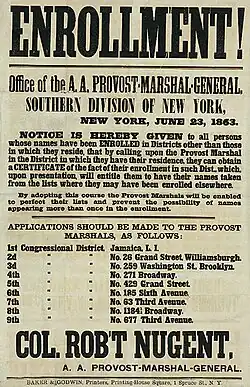 ENROLLMENT!
Office of the A. A. PROVOST-MARSHAL-GENERAL,
SOUTHERN DIVISION OF NEW YORK,
NEW YORK, JUNE 23, 1863.
NOTICE IS HEREBY GIVEN to all persons
whose names have been ENROLLED in Districts other than those
in which they reside, that by calling upon the Provost Marshal
in the District in which they have their residence, they can obtain
a CERTIFICATE of the fact of their enrollment in such Dist., which,
upon presentation, will entitle them to have their names taken
from the lists where they may have been enrolled elsewhere.
By adopting this course the Provost Marshals will be enabled
to perfect their lists and prevent the possibility of names
appearing more than once in the enrollment.
APPLICATIONS SHOULD BE MADE TO THE PROVOST
MARSHALS, AS FOLLOWS:
1st Congressional District, Jamaica, L. I.
2d " " No. 26 Grand Street, Williamsburgh.
3d " " No. 259 Washington St. Brooklyn.
4th " " No. 271 Broadway.
5th " " No. 429 Grand Street.
6th " " No. 185 Sixth Avenue.
7th " " No. 63 Third Avenue
8th " " No. 1184 Broadway.
9th " " No. 677 Third Avenue.
COL. ROB'T NUGENT,
A. A. PROVOST-MARSHAL-GENERAL.
BAKER & GODWIN, Printers, Printing-House Square, 1 Spruce St., N. Y.